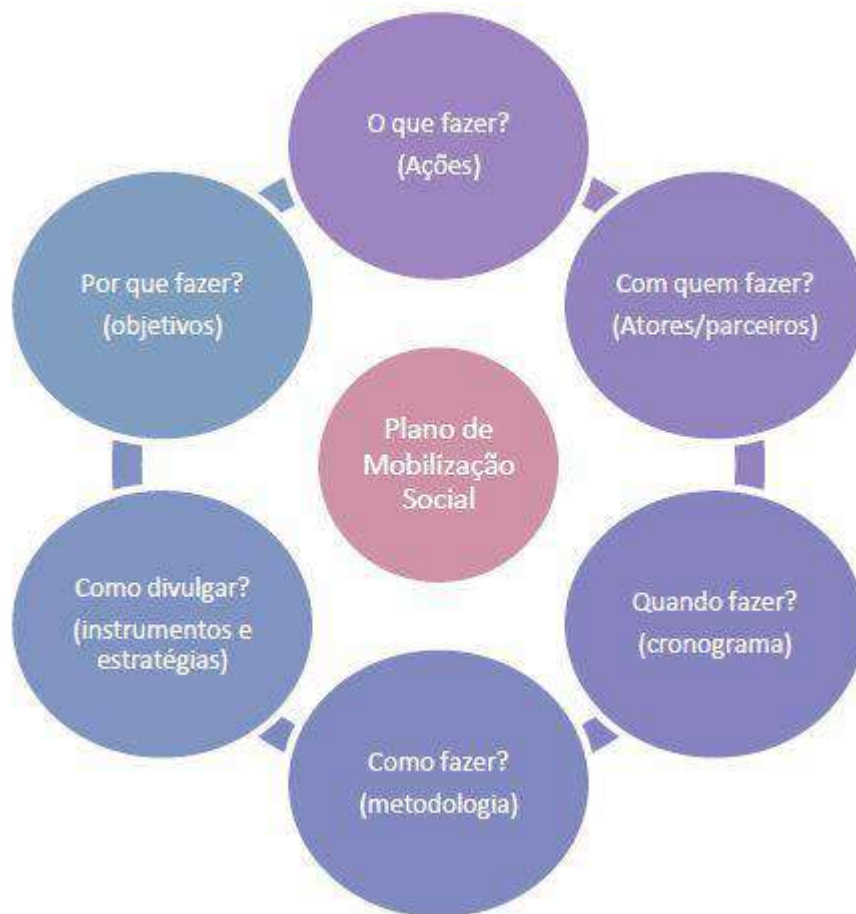 O que fazer?
(Ações)
Com quem fazer?
(Atores/parceiros)
Quando fazer?
(cronograma)
Como fazer?
(metodologia)
Como divulgar?
(instrumentos e
estratégias)
Por que fazer?
(objetivos)
Plano de
Mobilização
Social